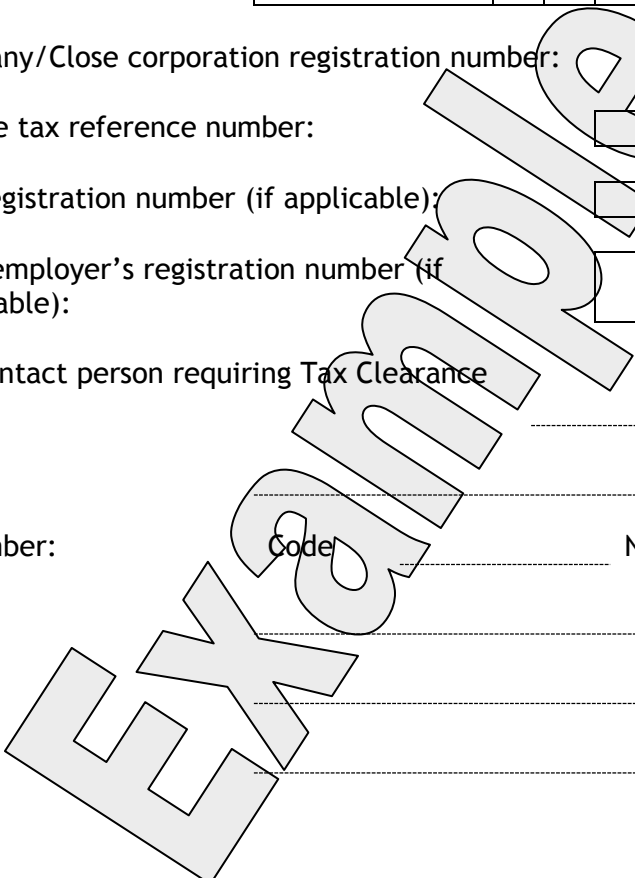 any/Close corporation registration number:
e tax reference number:
egistration number (if applicable):
employer’s registration number (if
able):
ntact person requiring Tax Clearance
ber: Code N
Example